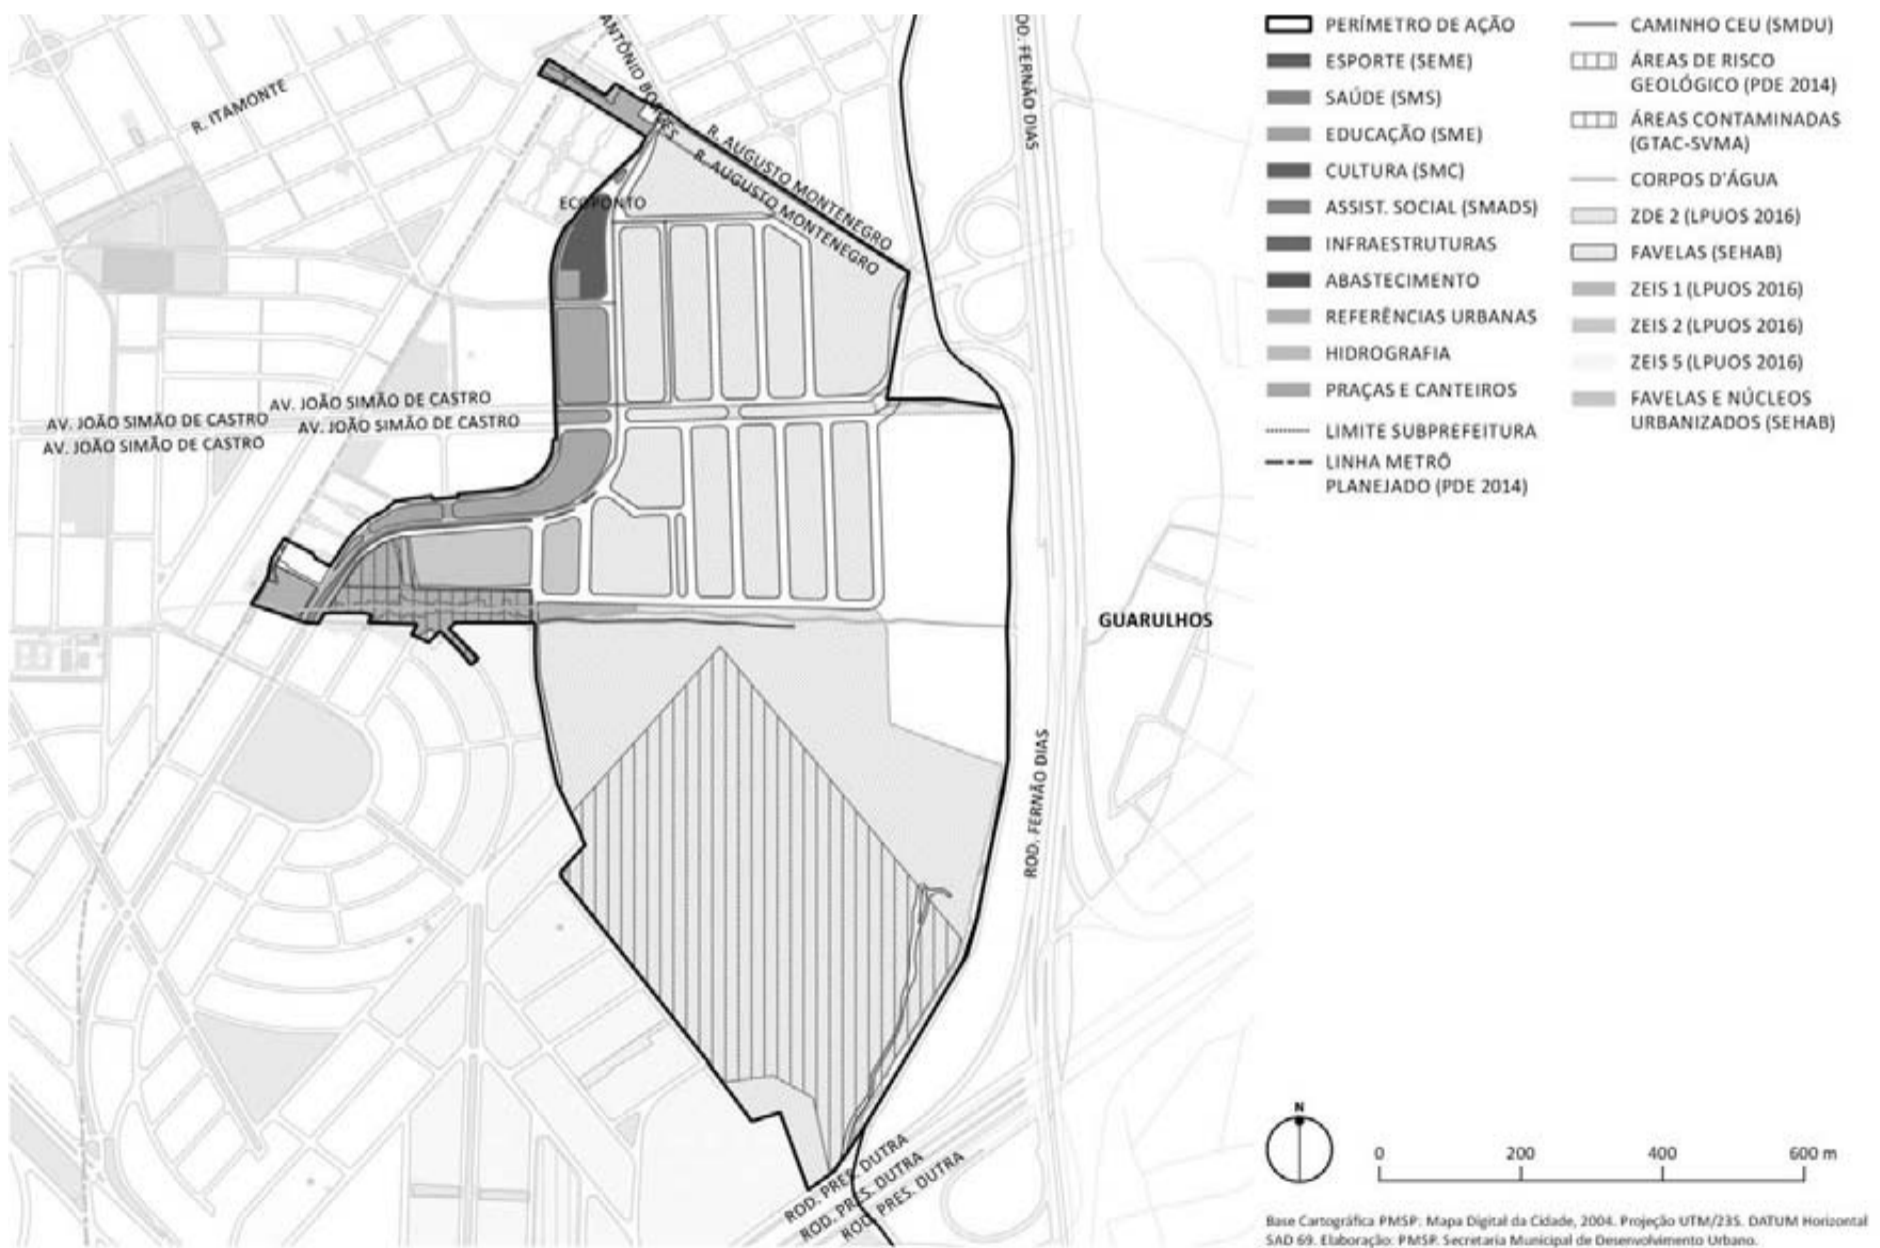 R. ITAMONTE
ANTÔNIO BORGES
R. AUGUSTO MONTENEGRO
R. AUGUSTO MONTENEGRO
ROD. FERNÃO DIAS
ECOPONTO
AV. JOÃO SIMÃO DE CASTRO
AV. JOÃO SIMÃO DE CASTRO
AV. JOÃO SIMÃO DE CASTRO
AV. JOÃO SIMÃO DE CASTRO
GUARULHOS
ROD. FERNÃO DIAS
ROD. PRES. DUTRA
ROD. PRES. DUTRA
ROD. PRES. DUTRA
PERÍMETRO DE AÇÃO
ESPORTE (SEME)
SAÚDE (SMS)
EDUCAÇÃO (SME)
CULTURA (SMC)
ASSIST. SOCIAL (SMADS)
INFRAESTRUTURAS
ABASTECIMENTO
REFERÊNCIAS URBANAS
HIDROGRAFIA
PRAÇAS E CANTEIROS
LIMITE SUBPREFEITURA
LINHA METRÔ
PLANEJADO (PDE 2014)
CAMINHO CEU (SMDU)
ÁREAS DE RISCO
GEOLÓGICO (PDE 2014)
ÁREAS CONTAMINADAS
(GTAC-SVMA)
CORPOS D'ÁGUA
ZDE 2 (LPUOS 2016)
FAVELAS (SEHAB)
ZEIS 1 (LPUOS 2016)
ZEIS 2 (LPUOS 2016)
ZEIS 5 (LPUOS 2016)
FAVELAS E NÚCLEOS
URBANIZADOS (SEHAB)
N
0 200 400 600 m
Base Cartográfica PMSP: Mapa Digital da Cidade, 2004. Projeção UTM/23S. DATUM Horizontal
SAD 69. Elaboração: PMSP. Secretaria Municipal de Desenvolvimento Urbano.